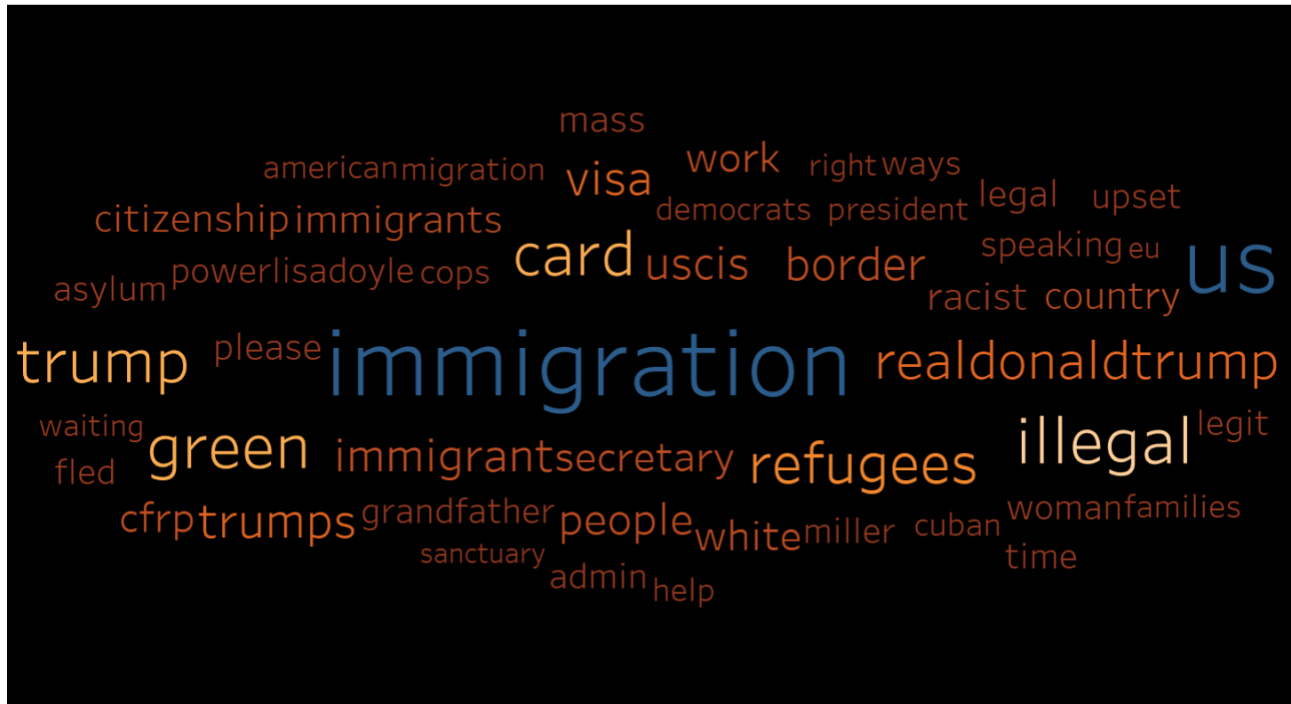 mass
work
american migration visa right ways
citizenship immigrants democrats president legal upset
asylum powerlisadoyle cops card uscis border speaking eu us
racist country
trump please immigration realdonaldtrump
waiting green immigrant secretary refugees illegal legit
fled
cfrp trumps grandfather people white miller cuban woman families
sanctuary time
admin help